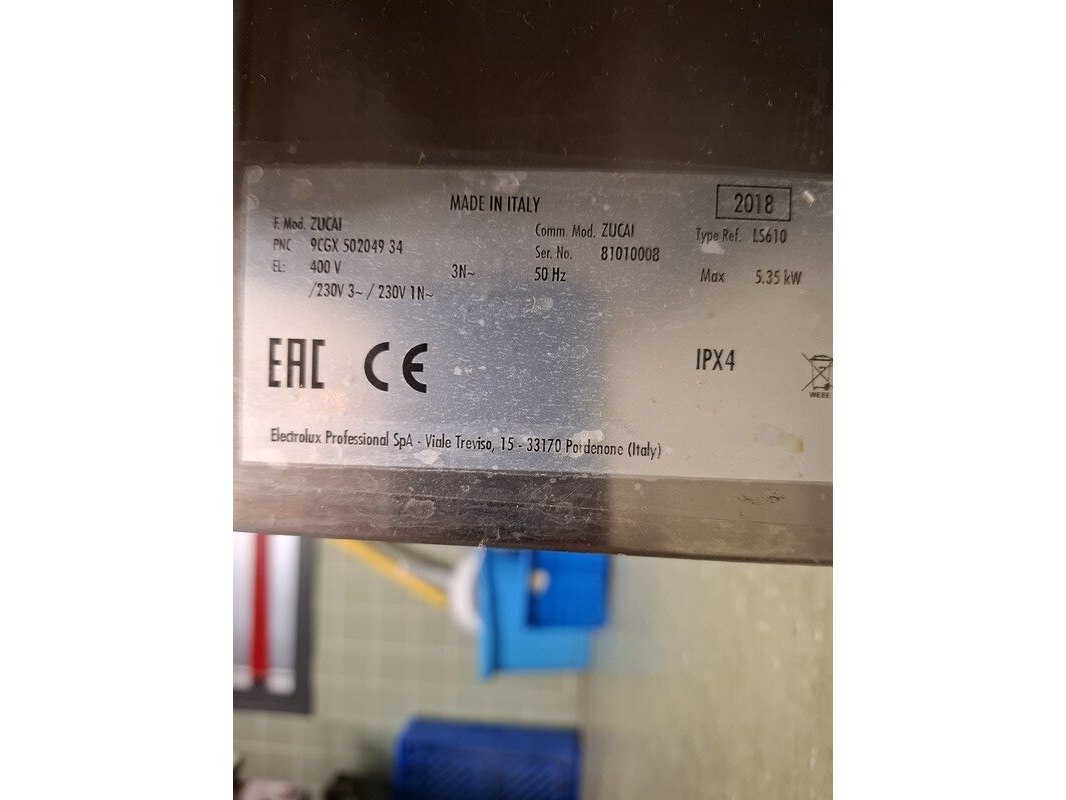 MADE IN ITALY
2018
F. Mod. ZUCAI
Comm. Mod. ZUCAI
Type Ref. LS610
PNC 9CGX 502049 34
Ser. No. 81010008
EL: 400 V 3N~ 50 Hz
Max 5.35 kW
/230V 3~ / 230V 1N~
EAC CE
IPX4
WEEE
Electrolux Professional SpA - Viale Treviso, 15 - 33170 Pordenone (Italy)